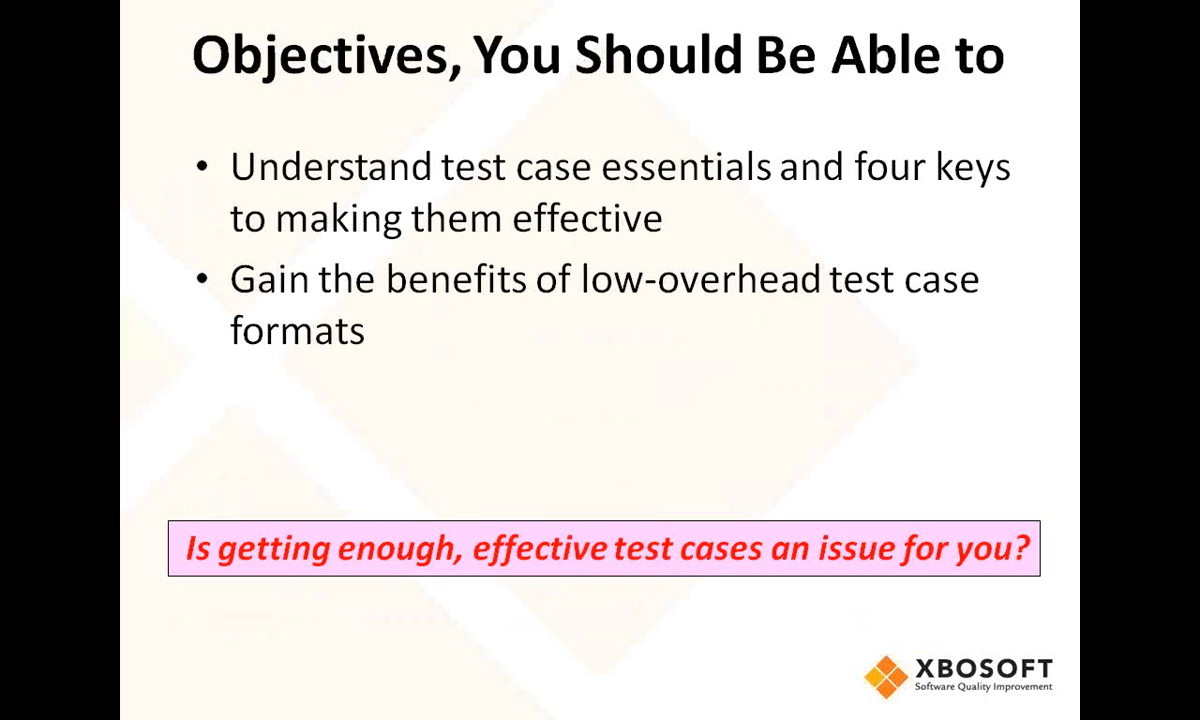 Objectives, You Should Be Able to
• Understand test case essentials and four keys
to making them effective
• Gain the benefits of low-overhead test case
formats
Is getting enough, effective test cases an issue for you?
XBOSOFT
Software Quality Improvement